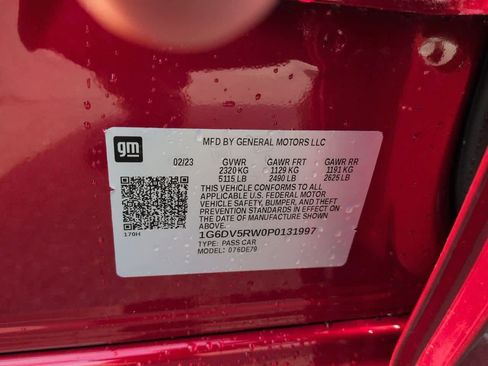 gm
MFD BY GENERAL MOTORS LLC
02/23 GVWR GAWR FRT GAWR RR
2320 KG 1129 KG 1191 KG
5115 LB 2490 LB 2625 LB
THIS VEHICLE CONFORMS TO ALL
APPLICABLE U.S. FEDERAL MOTOR
VEHICLE SAFETY, BUMPER, AND THEFT
PREVENTION STANDARDS IN EFFECT ON
THE DATE OF MANUFACTURE SHOWN
ABOVE.
1G6DV5RW0P0131997
170H
TYPE: PASS CAR
MODEL: 076DE79